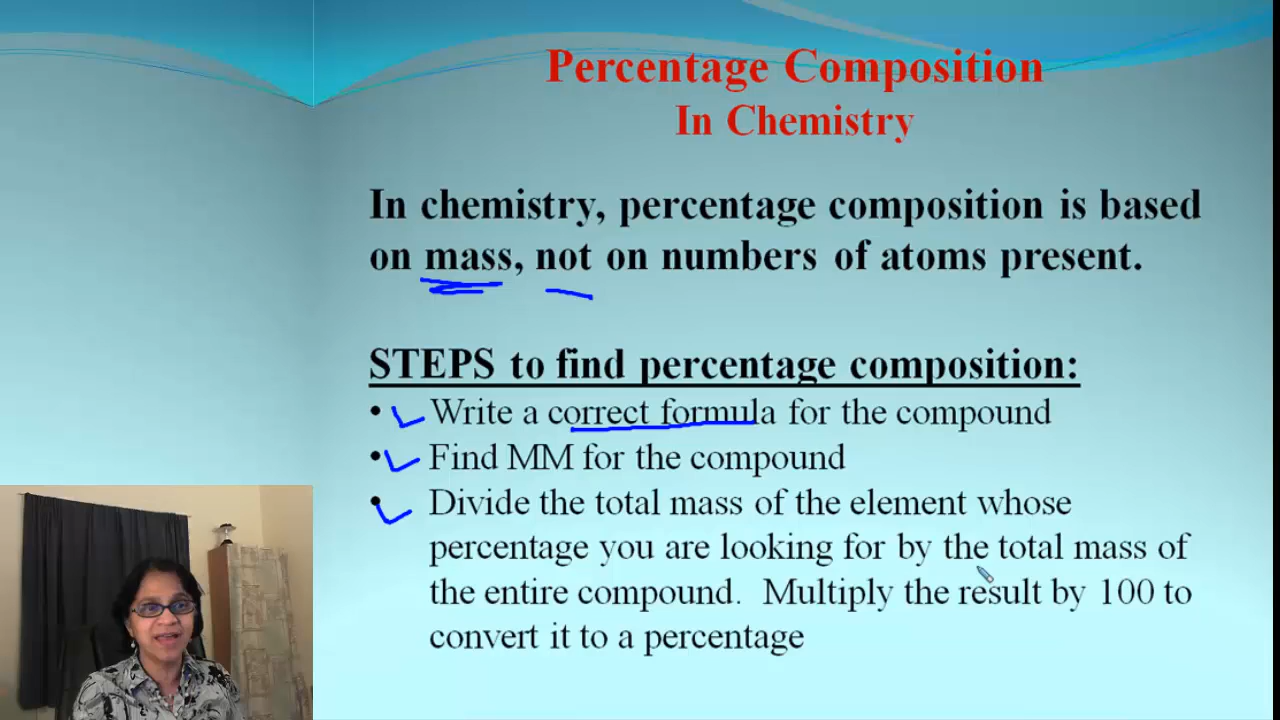 Percentage Composition
In Chemistry
In chemistry, percentage composition is based
on mass, not on numbers of atoms present.
STEPS to find percentage composition:
• Write a correct formula for the compound
• Find MM for the compound
• Divide the total mass of the element whose
percentage you are looking for by the total mass of
the entire compound. Multiply the result by 100 to
convert it to a percentage